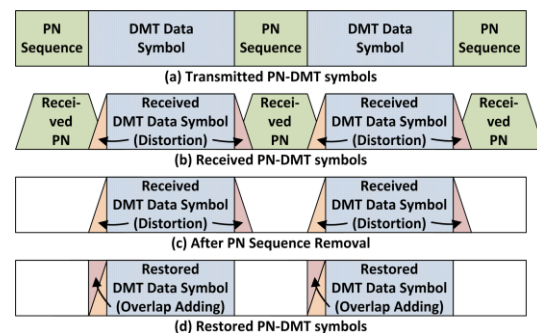 PN
Sequence
DMT Data
Symbol
PN
Sequence
DMT Data
Symbol
PN
Sequence
(a) Transmitted PN-DMT symbols
Recei-
ved
PN
Received
DMT Data Symbol
(Distortion)
Recei-
ved
PN
Received
DMT Data Symbol
(Distortion)
Recei-
ved
PN
(b) Received PN-DMT symbols
Received
DMT Data Symbol
(Distortion)
Received
DMT Data Symbol
(Distortion)
(c) After PN Sequence Removal
Restored
DMT Data Symbol
(Overlap Adding)
Restored
DMT Data Symbol
(Overlap Adding)
(d) Restored PN-DMT symbols